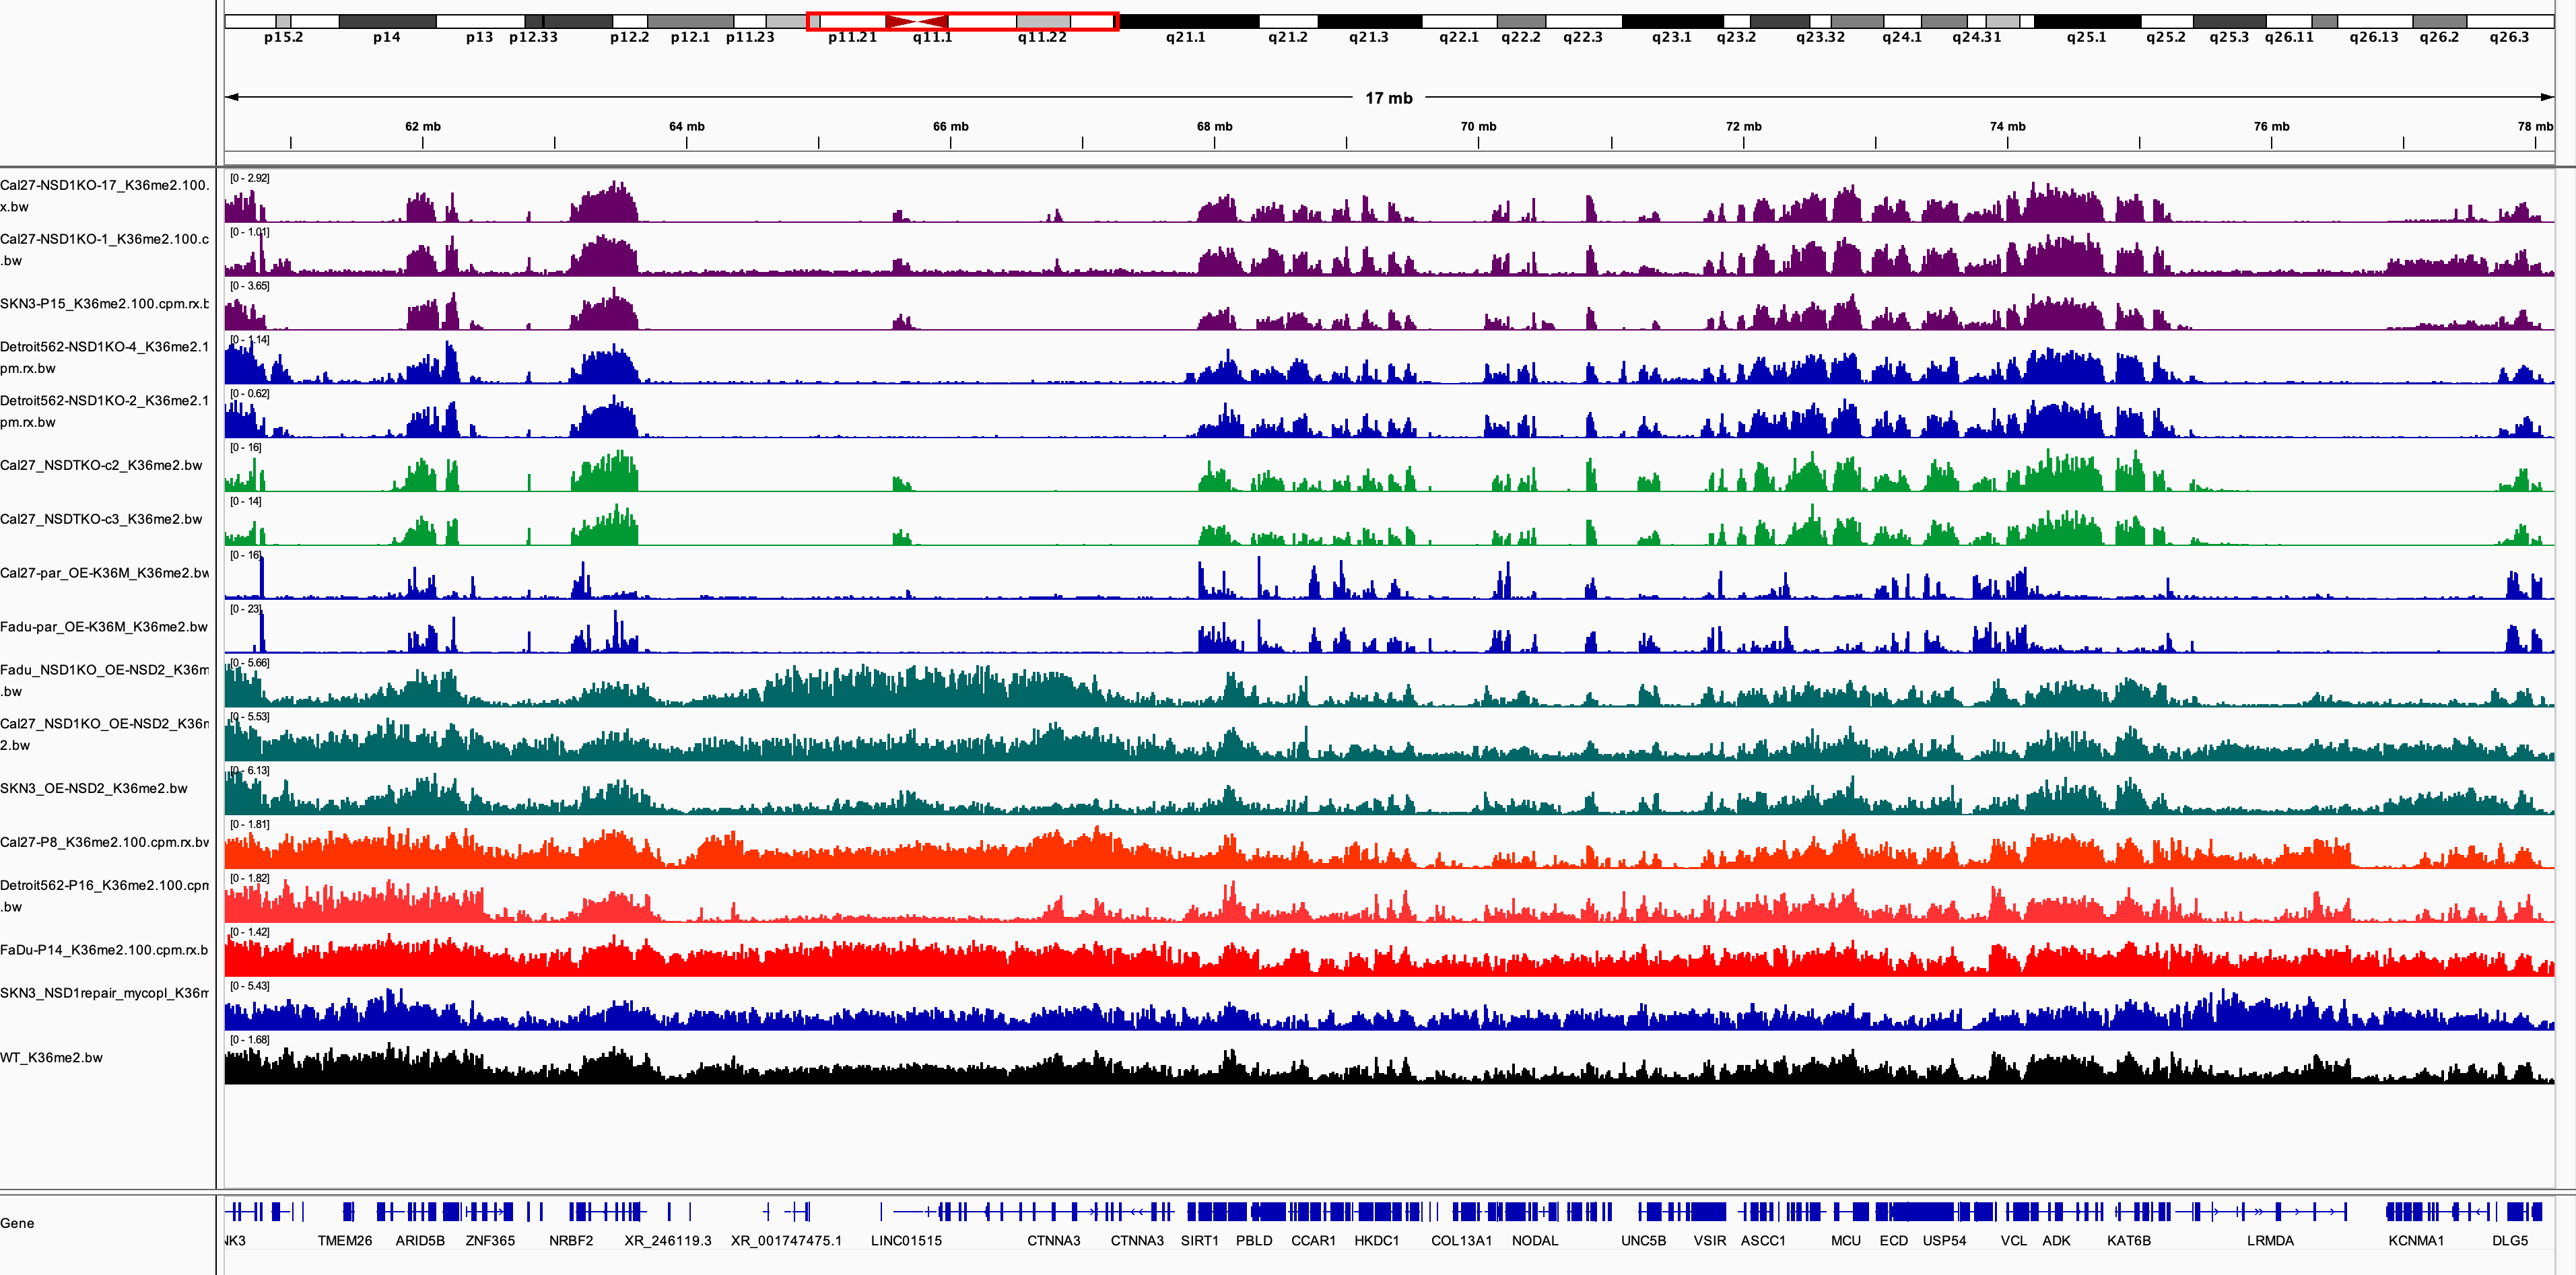 p15.2 p14 p13 p12.33 p12.2 p12.1 p11.23 p11.21 q11.1 q11.22 q21.1 q21.2 q21.3 q22.1 q22.2 q22.3 q23.1 q23.2 q23.32 q24.1 q24.31 q25.1 q25.2 q25.3 q26.11 q26.13 q26.2 q26.3
17 mb
62 mb 64 mb 66 mb 68 mb 70 mb 72 mb 74 mb 76 mb 78 mb
[0 - 2.92]
Cal27-NSD1KO-17_K36me2.100.
x.bw
[0 - 1.01]
Cal27-NSD1KO-1_K36me2.100.c
.bw
[0 - 3.65]
SKN3-P15_K36me2.100.cpm.rx.b
[0 - 1.14]
Detroit562-NSD1KO-4_K36me2.1
pm.rx.bw
[0 - 0.62]
Detroit562-NSD1KO-2_K36me2.1
pm.rx.bw
[0 - 16]
Cal27_NSDTKO-c2_K36me2.bw
[0 - 14]
Cal27_NSDTKO-c3_K36me2.bw
[0 - 16]
Cal27-par_OE-K36M_K36me2.bw
[0 - 23]
Fadu-par_OE-K36M_K36me2.bw
[0 - 5.66]
Fadu_NSD1KO_OE-NSD2_K36m
.bw
[0 - 5.53]
Cal27_NSD1KO_OE-NSD2_K36m
2.bw
[0 - 6.13]
SKN3_OE-NSD2_K36me2.bw
[0 - 1.81]
Cal27-P8_K36me2.100.cpm.rx.bw
[0 - 1.82]
Detroit562-P16_K36me2.100.cpm
.bw
[0 - 1.42]
FaDu-P14_K36me2.100.cpm.rx.b
[0 - 5.43]
SKN3_NSD1repair_mycopl_K36m
[0 - 1.68]
WT_K36me2.bw
Gene
NK3 TMEM26 ARID5B ZNF365 NRBF2 XR_246119.3 XR_001747475.1 LINC01515 CTNNA3 CTNNA3 SIRT1 PBLD CCAR1 HKDC1 COL13A1 NODAL UNC5B VSIR ASCC1 MCU ECD USP54 VCL ADK KAT6B LRMDA KCNMA1 DLG5